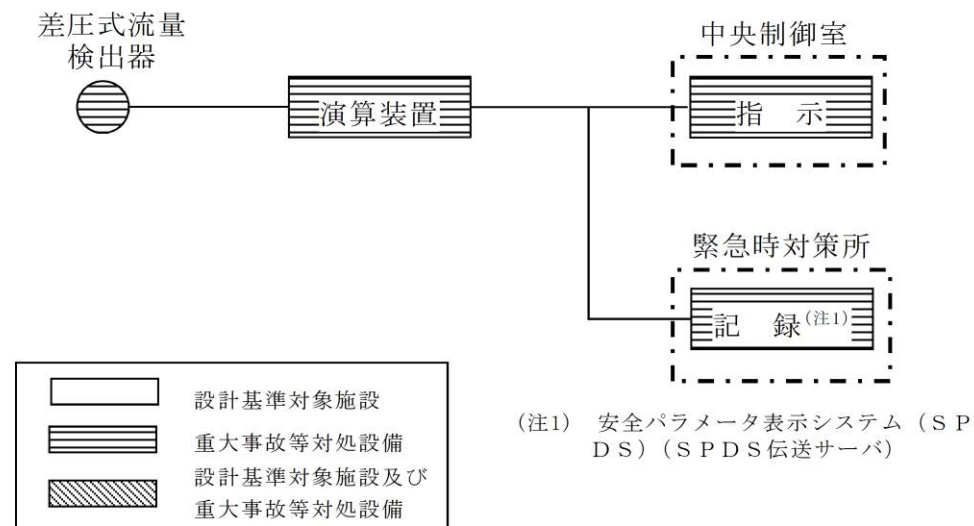 差圧式流量
検出器
演算装置
中央制御室
指　示
緊急時対策所
記　録(注1)
設計基準対象施設
重大事故等対処設備
設計基準対象施設及び
重大事故等対処設備
(注1)　安全パラメータ表示システム（ＳＰ
ＤＳ）（ＳＰＤＳ伝送サーバ）